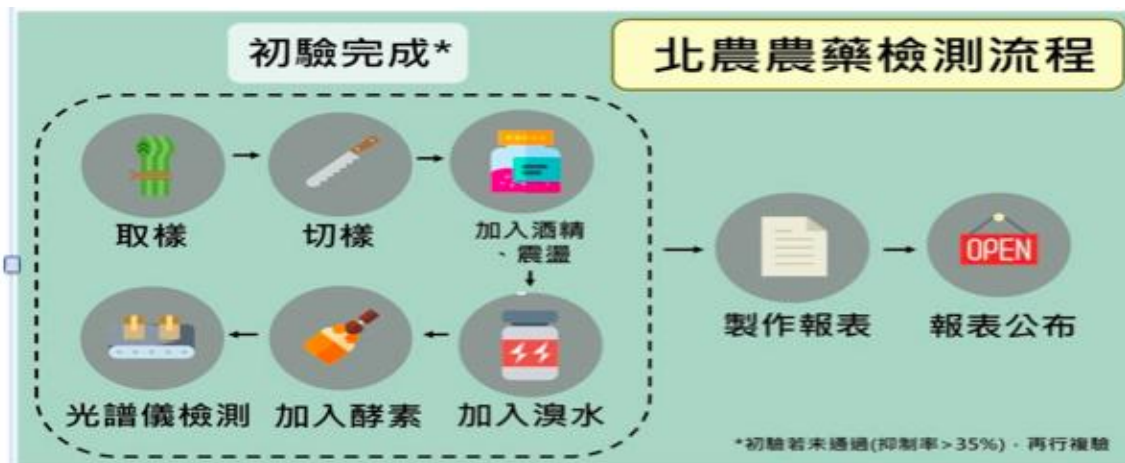 初驗完成*
北農農藥檢測流程
取樣
切樣
加入酒精
、震盪
光譜儀檢測
加入酵素
加入溴水
製作報表
OPEN
報表公布
*初驗若未通過(抑制率>35%)，再行複驗